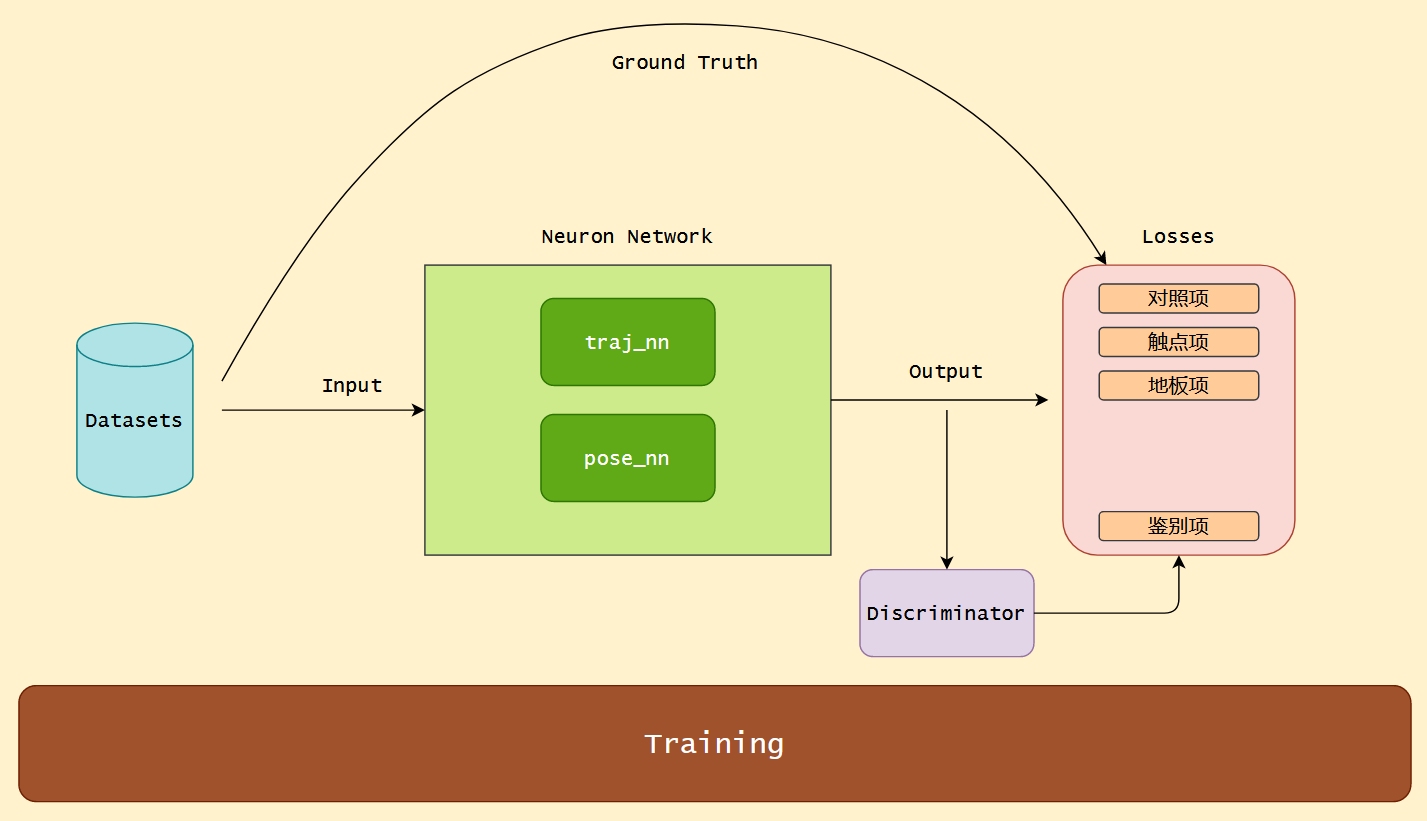 Ground Truth
Neuron Network
Losses
对照项
traj_nn
触点项
Output
地板项
Input
Datasets
pose_nn
鉴别项
Discriminator
Training